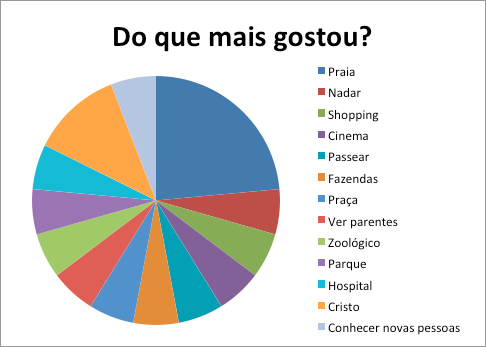 Do que mais gostou?
Praia
Nadar
Shopping
Cinema
Passear
Fazendas
Praça
Ver parentes
Zoológico
Parque
Hospital
Cristo
Conhecer novas pessoas